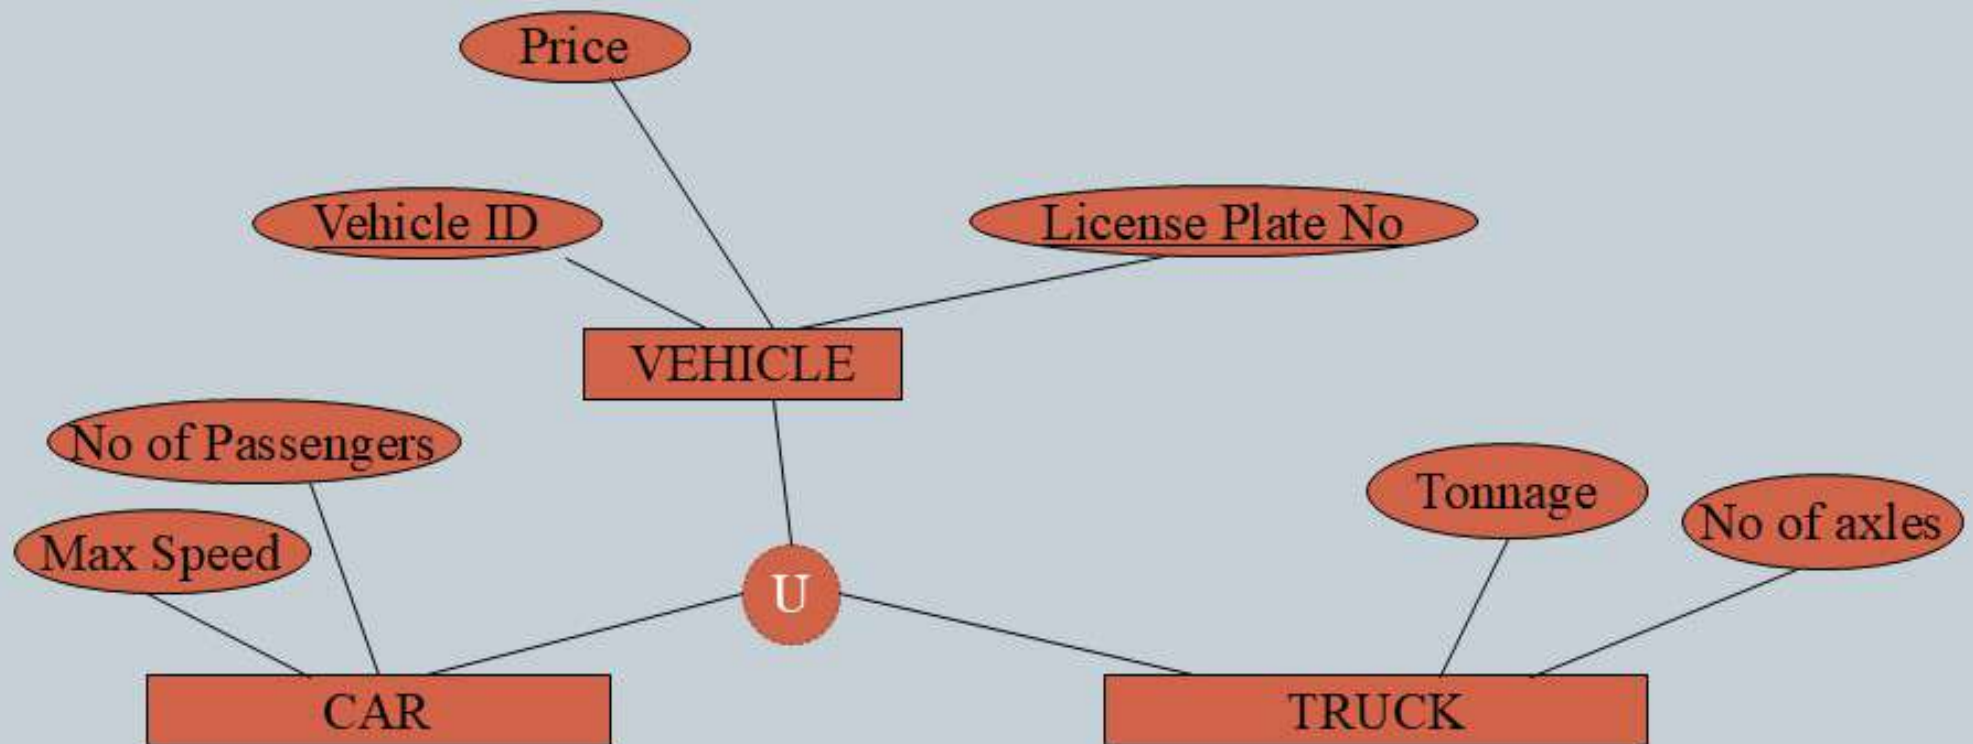 Price
Vehicle ID
License Plate No
VEHICLE
No of Passengers
Max Speed
Tonnage
No of axles
U
CAR
TRUCK